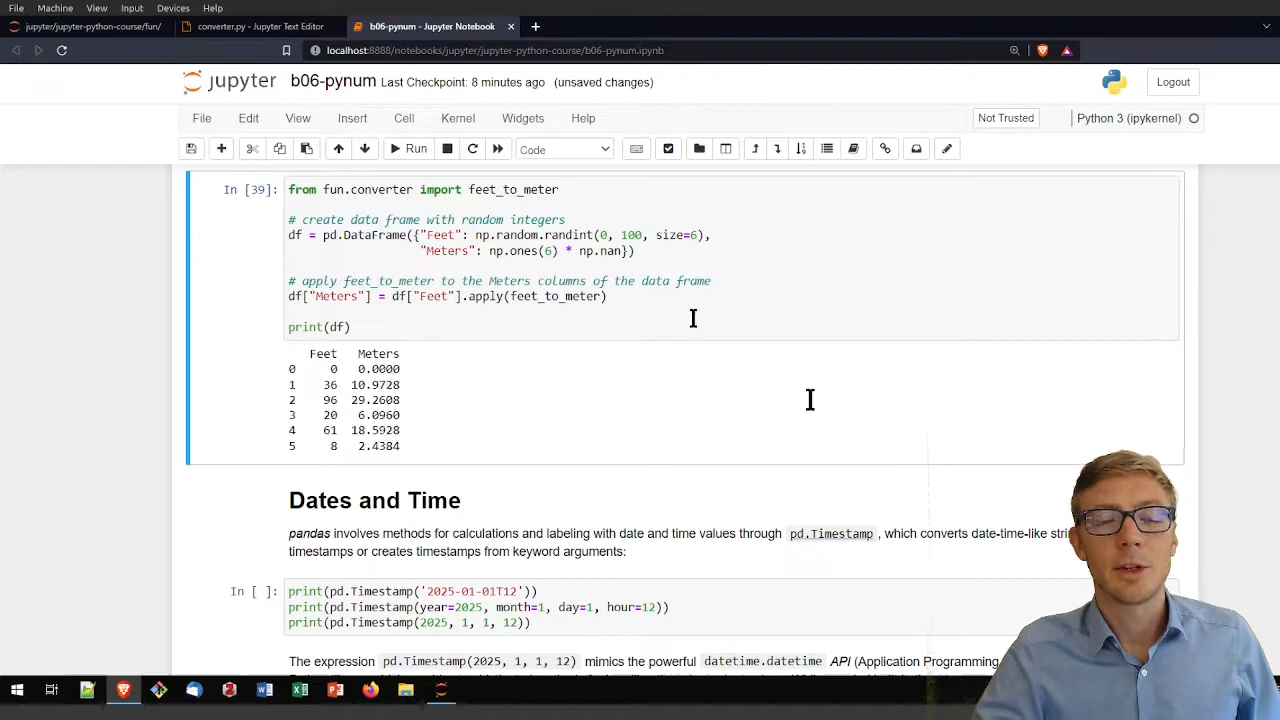 File Machine View Input Devices Help
jupyter/jupyter-python-course/fun/ converter.py - Jupyter Text Editor b06-pynum - Jupyter Notebook
localhost:8888/notebooks/jupyter/jupyter-python-course/b06-pynum.ipynb
jupyter b06-pynum Last Checkpoint: 8 minutes ago (unsaved changes) Logout
File Edit View Insert Cell Kernel Widgets Help Not Trusted Python 3 (ipykernel)
Run Code
In [39]: from fun.converter import feet_to_meter
# create data frame with random integers
df = pd.DataFrame({"Feet": np.random.randint(0, 100, size=6),
"Meters": np.ones(6) * np.nan})
# apply feet_to_meter to the Meters columns of the data frame
df["Meters"] = df["Feet"].apply(feet_to_meter)
print(df)
Feet Meters
0 0 0.0000
1 36 10.9728
2 96 29.2608
3 20 6.0960
4 61 18.5928
5 8 2.4384
Dates and Time
pandas involves methods for calculations and labeling with date and time values through pd.Timestamp, which converts date-time-like
timestamps or creates timestamps from keyword arguments:
In [ ]: print(pd.Timestamp('2025-01-01T12'))
print(pd.Timestamp(year=2025, month=1, day=1, hour=12))
print(pd.Timestamp(2025, 1, 1, 12))
The expression pd.Timestamp(2025, 1, 1, 12) mimics the powerful datetime.datetime API (Application Programming